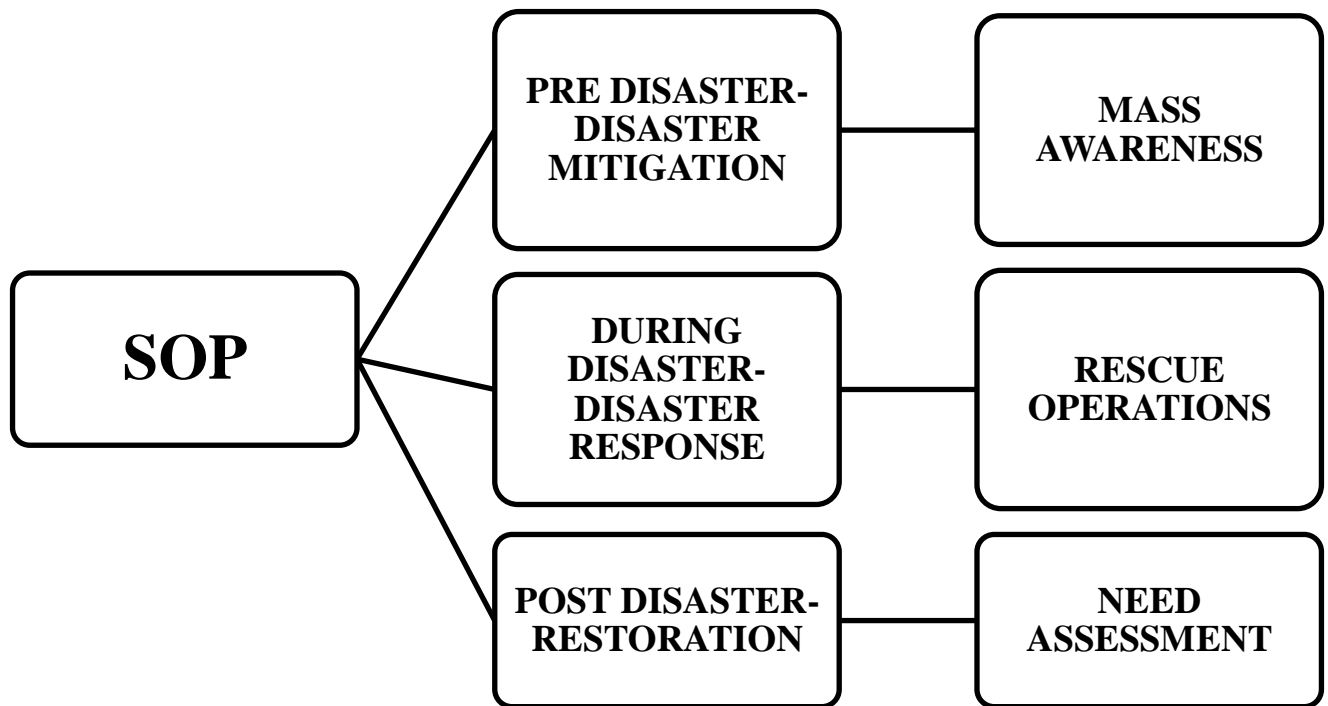 SOP
PRE DISASTER-
DISASTER
MITIGATION
MASS
AWARENESS
DURING
DISASTER-
DISASTER
RESPONSE
RESCUE
OPERATIONS
POST DISASTER-
RESTORATION
NEED
ASSESSMENT